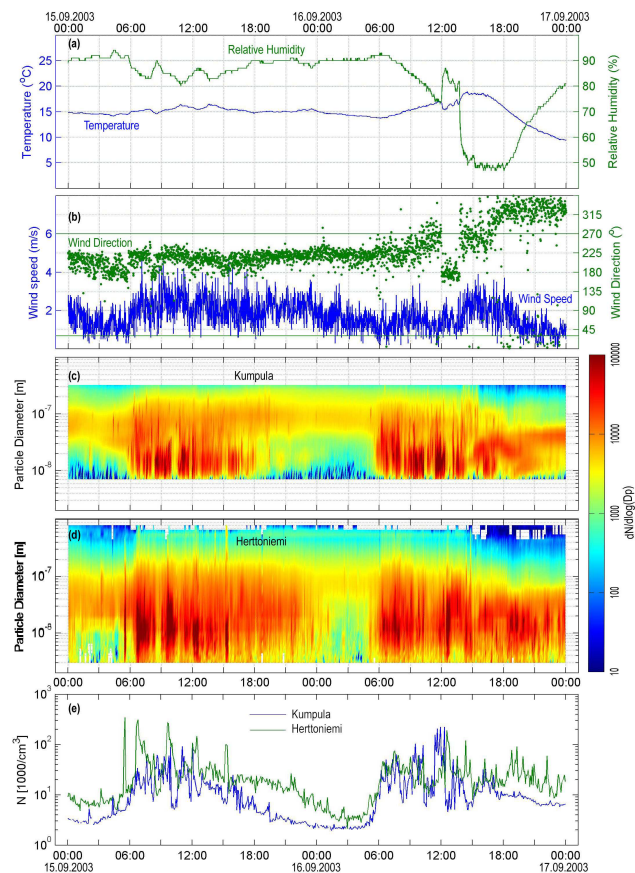 15.09.2003 16.09.2003 17.09.2003
00:00 06:00 12:00 18:00 00:00 06:00 12:00 18:00 00:00
(a)
Relative Humidity
Temperature
Temperature (°C)
25
20
15
10
5
Relative Humidity (%)
90
80
70
60
50
00:00 06:00 12:00 18:00 00:00 06:00 12:00 18:00 00:00
(b)
Wind Direction
Wind Speed
Wind speed (m/s)
6
4
2
Wind Direction (°)
315
270
225
180
135
90
45
(c)
Kumpula
Particle Diameter [m]
10-7
10-8
(d)
Herttoniemi
Particle Diameter [m]
10-7
10-8
100000
10000
1000
100
10
dN/dlog(Dp)
(e)
Kumpula
Herttoniemi
N [1000/cm3]
103
102
101
100
00:00 06:00 12:00 18:00 00:00 06:00 12:00 18:00 00:00
15.09.2003 16.09.2003 17.09.2003